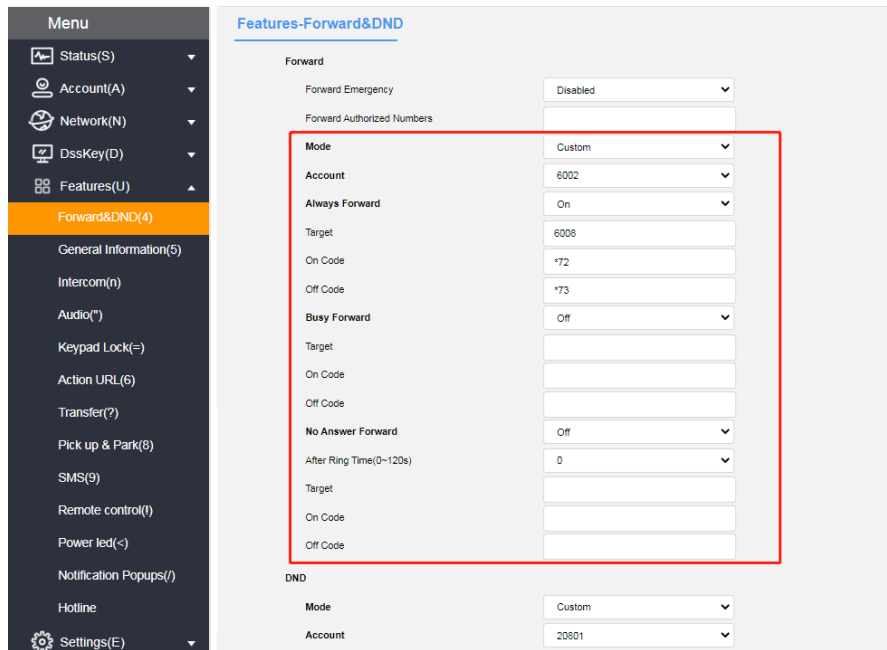 Menu
Status(S)
Account(A)
Network(N)
DssKey(D)
Features(U)
Forward&DND(4)
General Information(5)
Intercom(n)
Audio(")
Keypad Lock(=)
Action URL(6)
Transfer(?)
Pick up & Park(8)
SMS(9)
Remote control(!)
Power led(<)
Notification Popups(/)
Hotline
Settings(E)
Features-Forward&DND
Forward
Forward Emergency Disabled
Forward Authorized Numbers
Mode Custom
Account 6002
Always Forward On
Target 6008
On Code *72
Off Code *73
Busy Forward Off
Target
On Code
Off Code
No Answer Forward Off
After Ring Time(0~120s) 0
Target
On Code
Off Code
DND
Mode Custom
Account 20801